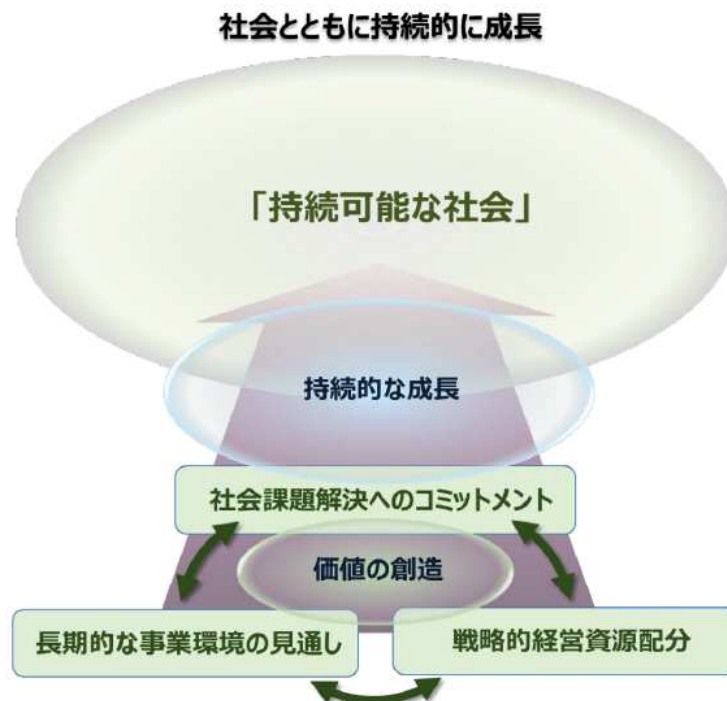 社会とともに持続的に成長
「持続可能な社会」
持続的な成長
社会課題解決へのコミットメント
価値の創造
長期的な事業環境の見通し
戦略的経営資源配分